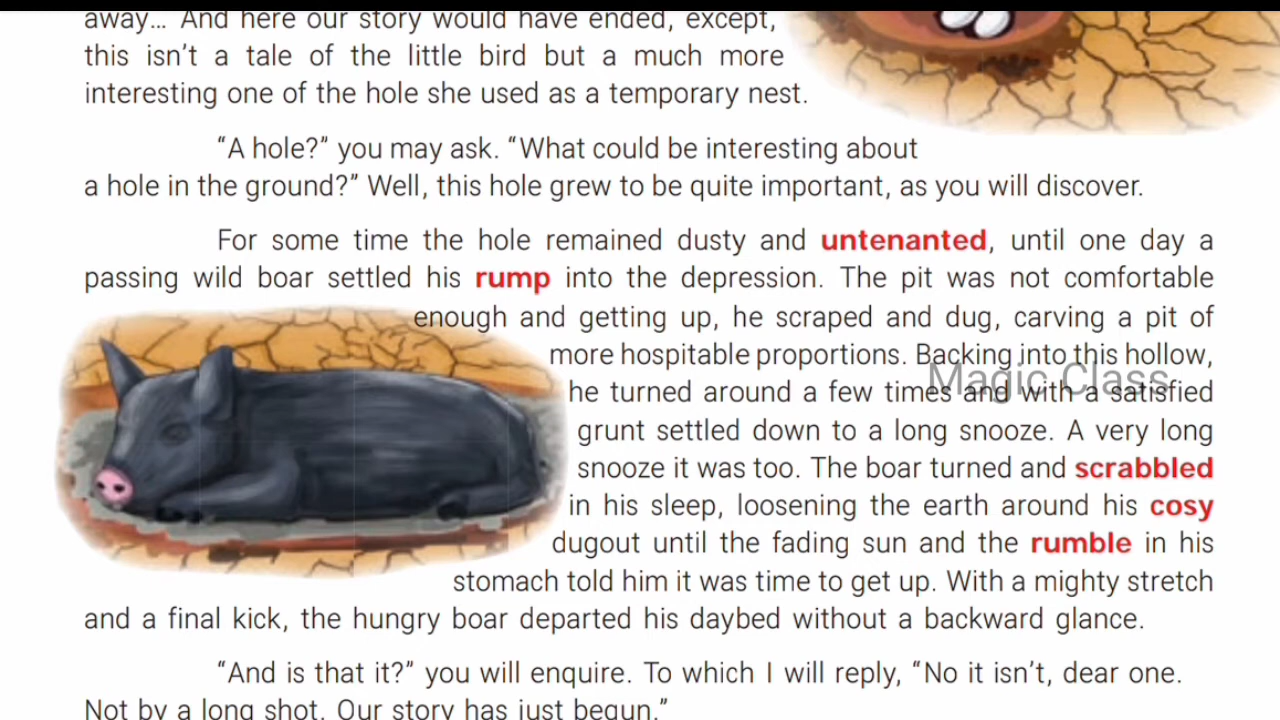 away… And here our story would have ended, except,
this isn't a tale of the little bird but a much more
interesting one of the hole she used as a temporary nest.
“A hole?” you may ask. “What could be interesting about
a hole in the ground?” Well, this hole grew to be quite important, as you will discover.
For some time the hole remained dusty and untenanted, until one day a
passing wild boar settled his rump into the depression. The pit was not comfortable
enough and getting up, he scraped and dug, carving a pit of
more hospitable proportions. Backing into this hollow,
Magic Class
he turned around a few times and with a satisfied
grunt settled down to a long snooze. A very long
snooze it was too. The boar turned and scrabbled
in his sleep, loosening the earth around his cosy
dugout until the fading sun and the rumble in his
stomach told him it was time to get up. With a mighty stretch
and a final kick, the hungry boar departed his daybed without a backward glance.
“And is that it?” you will enquire. To which I will reply, “No it isn't, dear one.
Not by a long shot. Our story has just begun.”